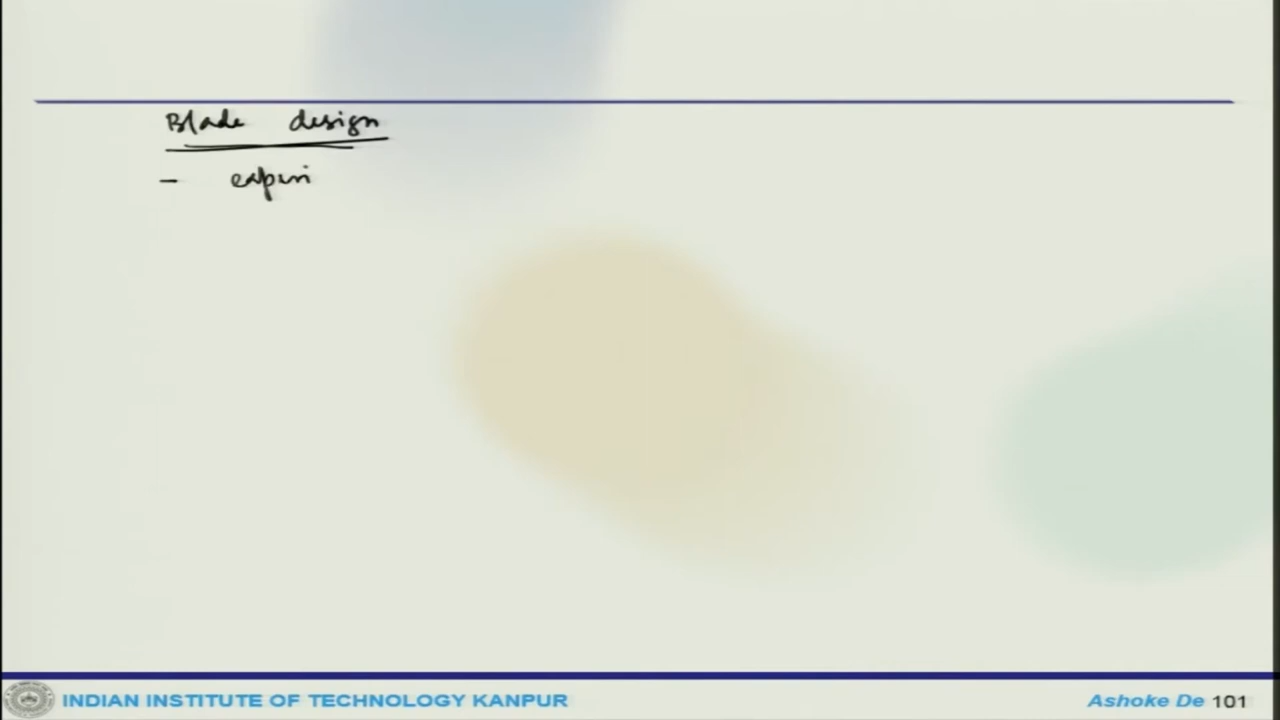 Blade design
- experi
INDIAN INSTITUTE OF TECHNOLOGY KANPUR
Ashoke De 101